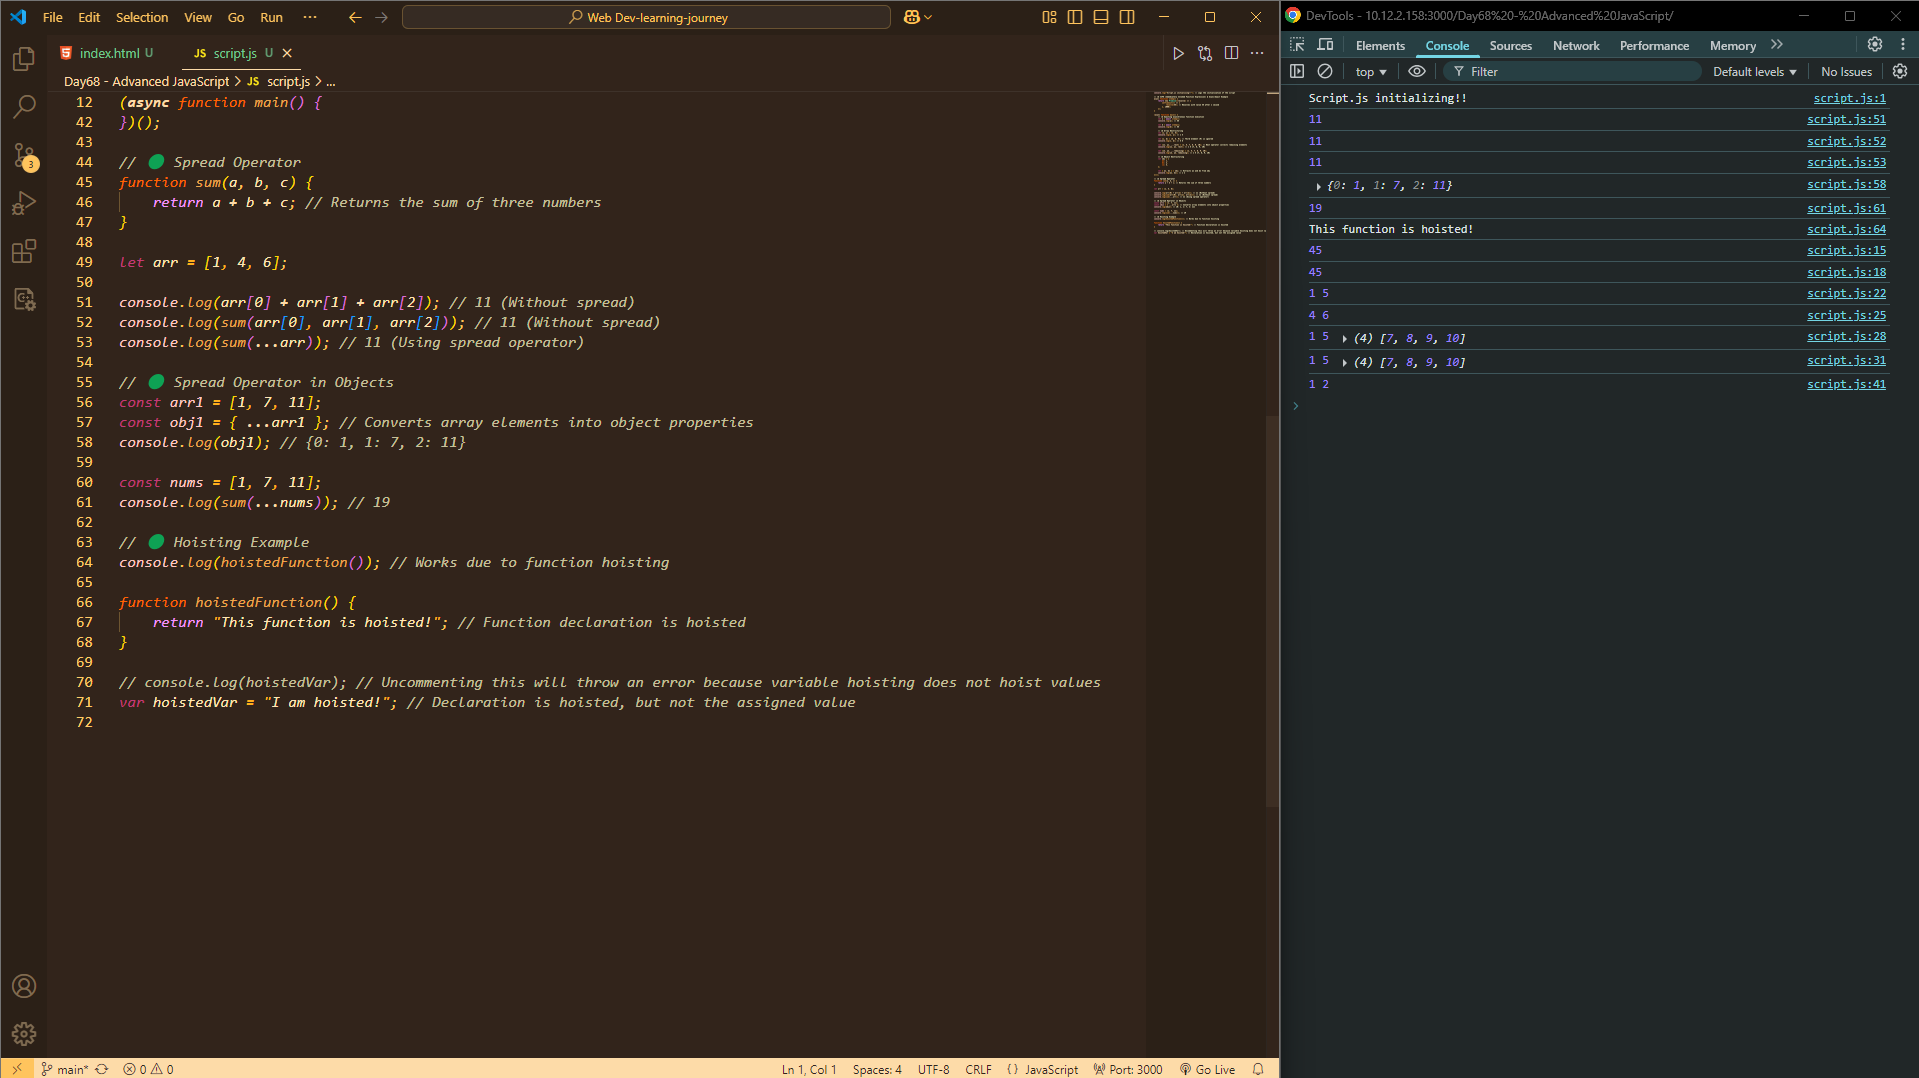 File Edit Selection View Go Run ··· Web Dev-learning-journey
index.html U JS script.js U
Day68 - Advanced JavaScript > JS script.js > ...
12 (async function main() {
42 })();
43
44 // Spread Operator
45 function sum(a, b, c) {
46 return a + b + c; // Returns the sum of three numbers
47 }
48
49 let arr = [1, 4, 6];
50
51 console.log(arr[0] + arr[1] + arr[2]); // 11 (Without spread)
52 console.log(sum(arr[0], arr[1], arr[2])); // 11 (Without spread)
53 console.log(sum(...arr)); // 11 (Using spread operator)
54
55 // Spread Operator in Objects
56 const arr1 = [1, 7, 11];
57 const obj1 = { ...arr1 }; // Converts array elements into object properties
58 console.log(obj1); // {0: 1, 1: 7, 2: 11}
59
60 const nums = [1, 7, 11];
61 console.log(sum(...nums)); // 19
62
63 // Hoisting Example
64 console.log(hoistedFunction()); // Works due to function hoisting
65
66 function hoistedFunction() {
67 return "This function is hoisted!"; // Function declaration is hoisted
68 }
69
70 // console.log(hoistedVar); // Uncommenting this will throw an error because variable hoisting does not hoist values
71 var hoistedVar = "I am hoisted!"; // Declaration is hoisted, but not the assigned value
72
3
main* 0 0 Ln 1, Col 1 Spaces: 4 UTF-8 CRLF {} JavaScript Port: 3000 Go Live
DevTools - 10.12.2.158:3000/Day68%20-%20Advanced%20JavaScript/
Elements Console Sources Network Performance Memory
top Filter Default levels No Issues
Script.js initializing!! script.js:1
11 script.js:51
11 script.js:52
11 script.js:53
{0: 1, 1: 7, 2: 11} script.js:58
19 script.js:61
This function is hoisted! script.js:64
45 script.js:15
45 script.js:18
1 5 script.js:22
4 6 script.js:25
1 5 (4) [7, 8, 9, 10] script.js:28
1 5 (4) [7, 8, 9, 10] script.js:31
1 2 script.js:41